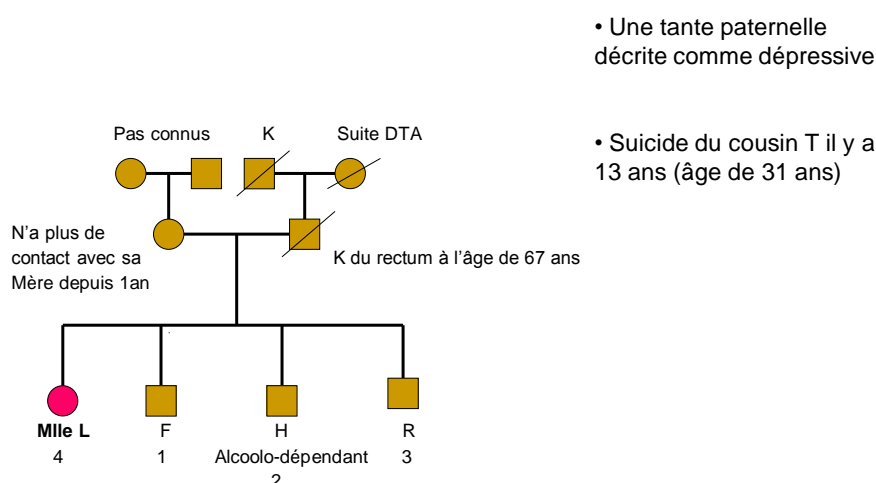 • Une tante paternelle
décrite comme dépressive
• Suicide du cousin T il y a
13 ans (âge de 31 ans)
Pas connus
K
Suite DTA
N’a plus de
contact avec sa
Mère depuis 1an
K du rectum à l’âge de 67 ans
Mlle L
F
H
R
4
1
Alcoolo-dépendant
3
2